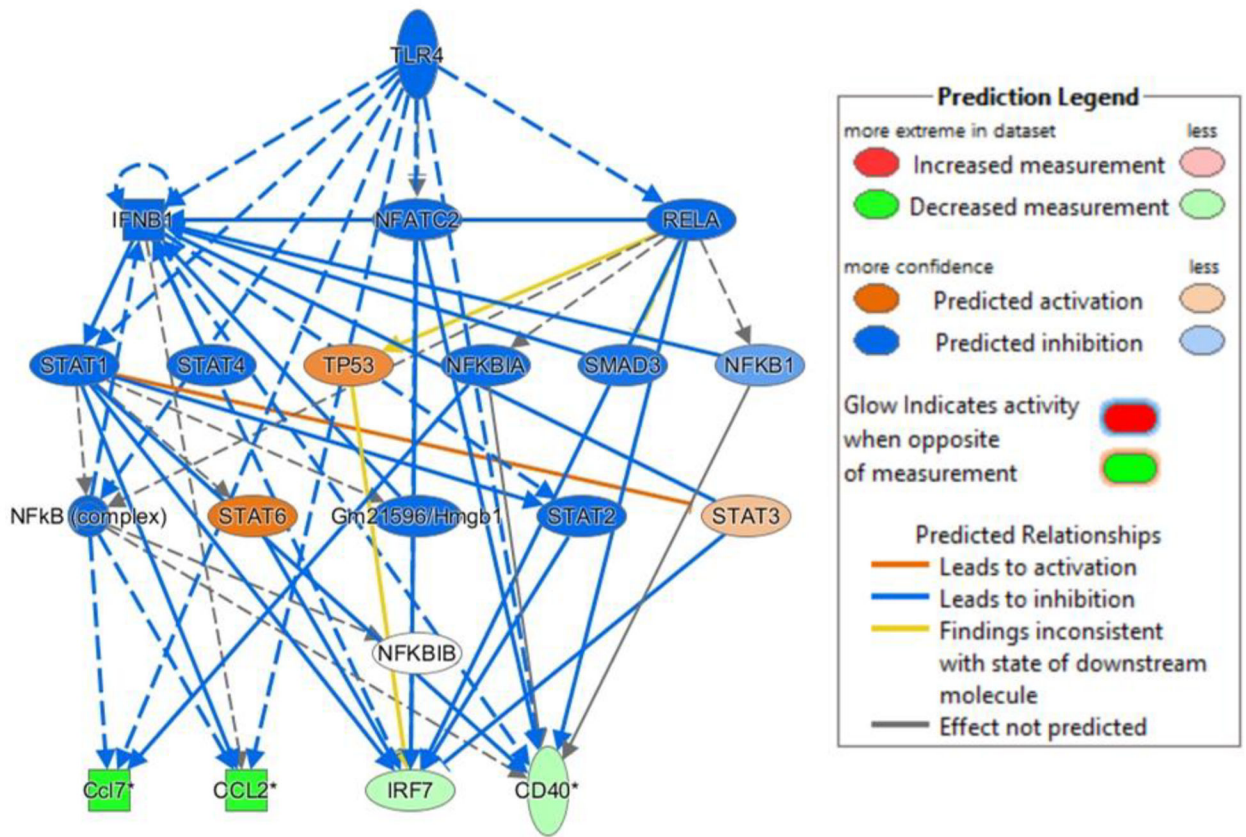 TLR4
IFNB1
NFATC2
RELA
STAT1
STAT4
TP53
NFKBIA
SMAD3
NFKB1
NFkB (complex)
STAT6
Gm21596/Hmgb1
STAT2
STAT3
NFKBIB
Ccl7*
CCL2*
IRF7
CD40*
Prediction Legend
more extreme in dataset less
Increased measurement
Decreased measurement
more confidence less
Predicted activation
Predicted inhibition
Glow Indicates activity
when opposite
of measurement
Predicted Relationships
Leads to activation
Leads to inhibition
Findings inconsistent
with state of downstream
molecule
Effect not predicted